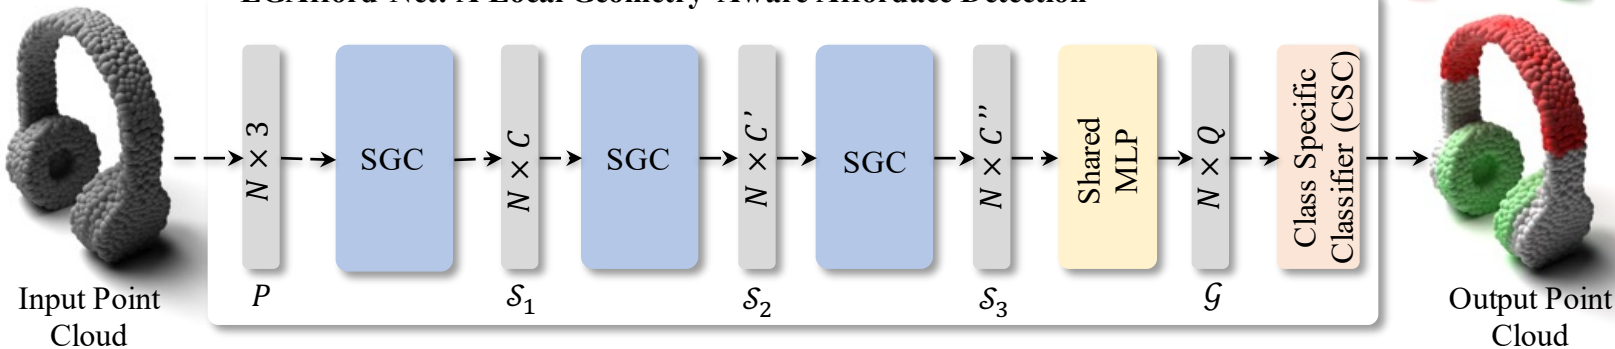 LGAfford-Net: A Local Geometry-Aware Affordace Detection
N × 3
SGC
N × C
SGC
N × C'
SGC
N × C''
Shared
MLP
N × Q
Class Specific
Classifier (CSC)
P
S₁
S₂
S₃
G
Input Point
Cloud
Output Point
Cloud